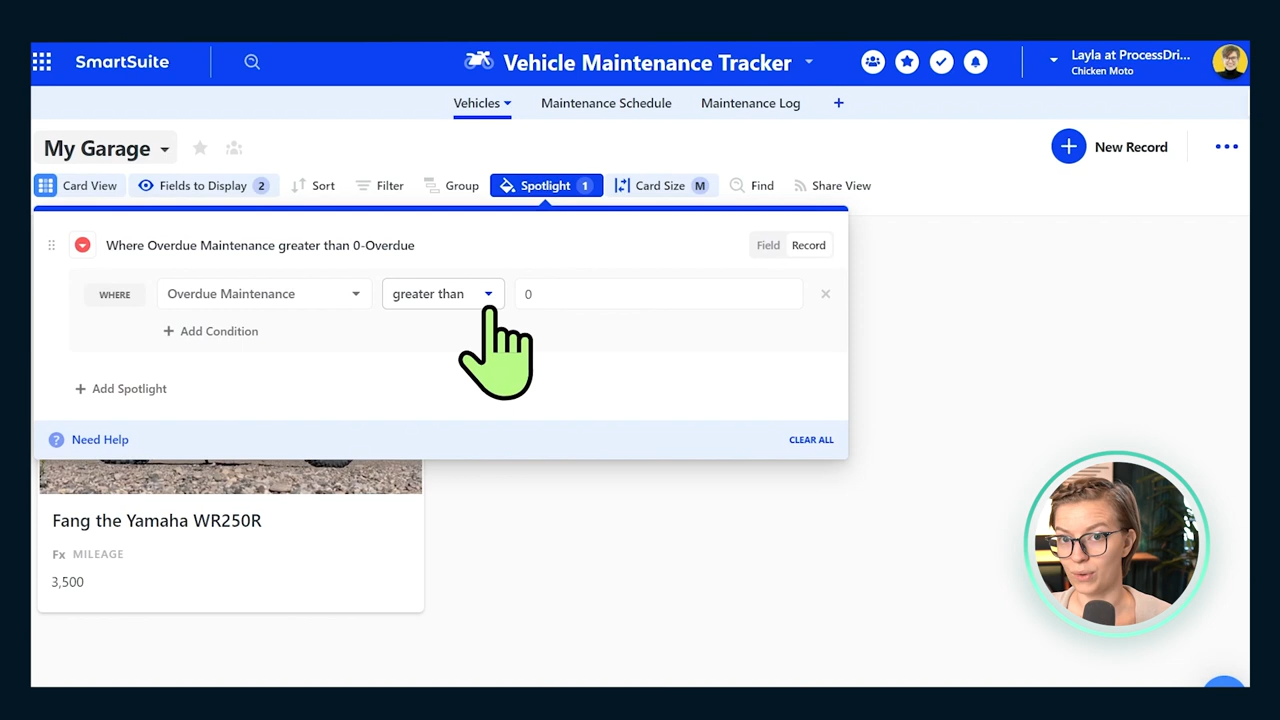 SmartSuite
Vehicle Maintenance Tracker
Layla at ProcessDri...
Chicken Moto
Vehicles
Maintenance Schedule
Maintenance Log
+
My Garage
New Record
Card View
Fields to Display 2
Sort
Filter
Group
Spotlight 1
Card Size M
Find
Share View
Where Overdue Maintenance greater than 0-Overdue
Field
Record
WHERE
Overdue Maintenance
greater than
0
+ Add Condition
+ Add Spotlight
? Need Help
CLEAR ALL
Fang the Yamaha WR250R
Fx MILEAGE
3,500